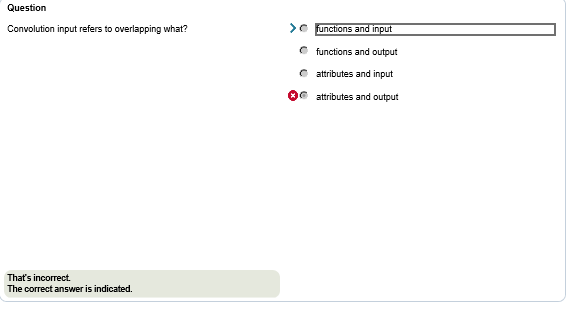 Question
Convolution input refers to overlapping what?
functions and input
functions and output
attributes and input
attributes and output
That's incorrect.
The correct answer is indicated.